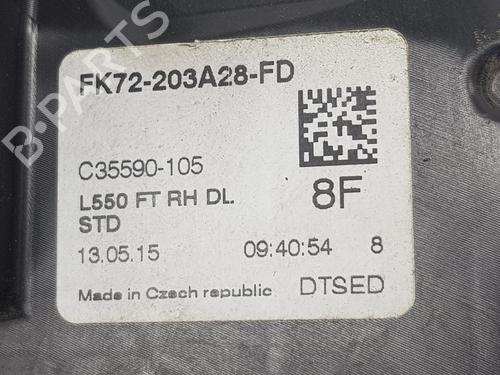 FK72-203A28-FD
C35590-105
L550 FT RH DL.
STD
8F
13.05.15 09:40:54 8
Made in Czech republic DTSED
B-PARTS